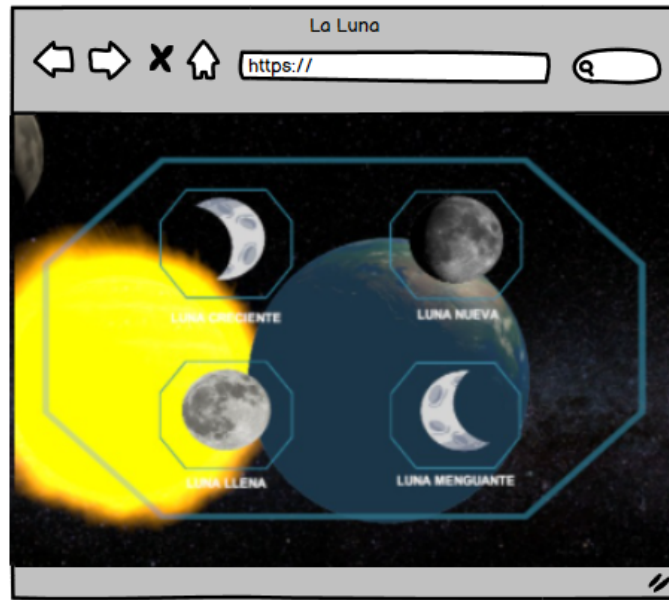 La Luna
https://
LUNA CRECIENTE
LUNA NUEVA
LUNA LLENA
LUNA MENGUANTE